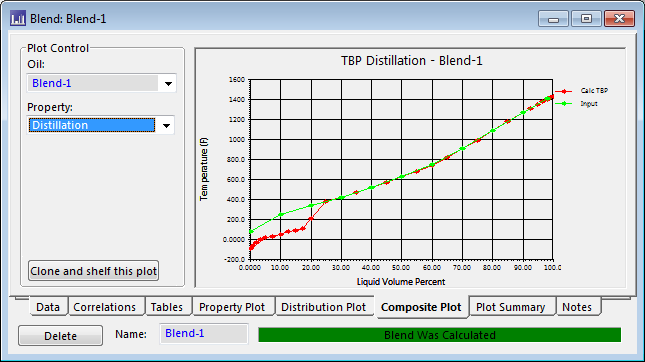 Blend: Blend-1
Plot Control
Oil:
Blend-1
Property:
Distillation
Clone and shelf this plot
TBP Distillation - Blend-1
Temperature (F)
1600
1400
1200
1000
800.0
600.0
400.0
200.0
0.0000
-200.0
0.0000 10.00 20.00 30.00 40.00 50.00 60.00 70.00 80.00 90.00 100.0
Liquid Volume Percent
Calc TBP
Input
Data Correlations Tables Property Plot Distribution Plot Composite Plot Plot Summary Notes
Delete Name: Blend-1 Blend Was Calculated